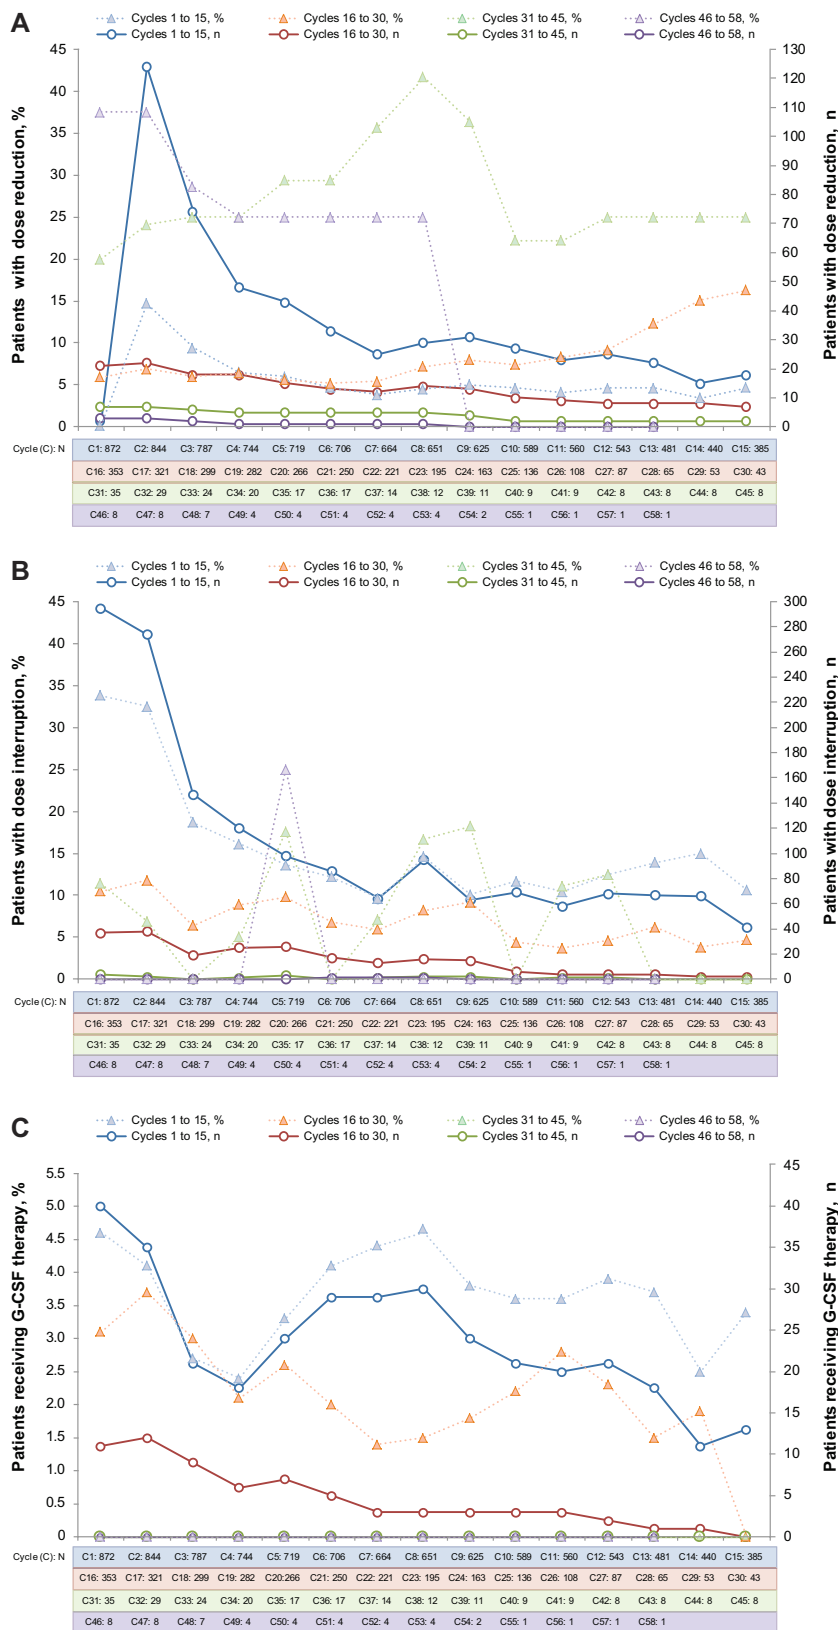 A
Cycles 1 to 15, % Cycles 16 to 30, % Cycles 31 to 45, % Cycles 46 to 58, %
Cycles 1 to 15, n Cycles 16 to 30, n Cycles 31 to 45, n Cycles 46 to 58, n
Patients with dose reduction, %
45
40
35
30
25
20
15
10
5
0
130
120
110
100
90
80
70
60
50
40
30
20
10
0
Patients with dose reduction, n
Cycle (C): N C1: 872 C2: 844 C3: 787 C4: 744 C5: 719 C6: 706 C7: 664 C8: 651 C9: 625 C10: 589 C11: 560 C12: 543 C13: 481 C14: 440 C15: 385
C16: 353 C17: 321 C18: 299 C19: 282 C20: 266 C21: 250 C22: 221 C23: 195 C24: 163 C25: 136 C26: 108 C27: 87 C28: 65 C29: 53 C30: 43
C31: 35 C32: 29 C33: 24 C34: 20 C35: 17 C36: 17 C37: 14 C38: 12 C39: 11 C40: 9 C41: 9 C42: 8 C43: 8 C44: 8 C45: 8
C46: 8 C47: 8 C48: 7 C49: 4 C50: 4 C51: 4 C52: 4 C53: 4 C54: 2 C55: 1 C56: 1 C57: 1 C58: 1
B
Cycles 1 to 15, % Cycles 16 to 30, % Cycles 31 to 45, % Cycles 46 to 58, %
Cycles 1 to 15, n Cycles 16 to 30, n Cycles 31 to 45, n Cycles 46 to 58, n
Patients with dose interruption, %
45
40
35
30
25
20
15
10
5
0
300
280
260
240
220
200
180
160
140
120
100
80
60
40
20
0
Patients with dose interruption, n
Cycle (C): N C1: 872 C2: 844 C3: 787 C4: 744 C5: 719 C6: 706 C7: 664 C8: 651 C9: 625 C10: 589 C11: 560 C12: 543 C13: 481 C14: 440 C15: 385
C16: 353 C17: 321 C18: 299 C19: 282 C20: 266 C21: 250 C22: 221 C23: 195 C24: 163 C25: 136 C26: 108 C27: 87 C28: 65 C29: 53 C30: 43
C31: 35 C32: 29 C33: 24 C34: 20 C35: 17 C36: 17 C37: 14 C38: 12 C39: 11 C40: 9 C41: 9 C42: 8 C43: 8 C44: 8 C45: 8
C46: 8 C47: 8 C48: 7 C49: 4 C50: 4 C51: 4 C52: 4 C53: 4 C54: 2 C55: 1 C56: 1 C57: 1 C58: 1
C
Cycles 1 to 15, % Cycles 16 to 30, % Cycles 31 to 45, % Cycles 46 to 58, %
Cycles 1 to 15, n Cycles 16 to 30, n Cycles 31 to 45, n Cycles 46 to 58, n
Patients receiving G-CSF therapy, %
5.5
5.0
4.5
4.0
3.5
3.0
2.5
2.0
1.5
1.0
0.5
0
45
40
35
30
25
20
15
10
5
0
Patients receiving G-CSF therapy, n
Cycle (C): N C1: 872 C2: 844 C3: 787 C4: 744 C5: 719 C6: 706 C7: 664 C8: 651 C9: 625 C10: 589 C11: 560 C12: 543 C13: 481 C14: 440 C15: 385
C16: 353 C17: 321 C18: 299 C19: 282 C20:266 C21: 250 C22: 221 C23: 195 C24: 163 C25: 136 C26: 108 C27: 87 C28: 65 C29: 53 C30: 43
C31: 35 C32: 29 C33: 24 C34: 20 C35: 17 C36: 17 C37: 14 C38: 12 C39: 11 C40: 9 C41: 9 C42: 8 C43: 8 C44: 8 C45: 8
C46: 8 C47: 8 C48: 7 C49: 4 C50: 4 C51: 4 C52: 4 C53: 4 C54: 2 C55: 1 C56: 1 C57: 1 C58: 1